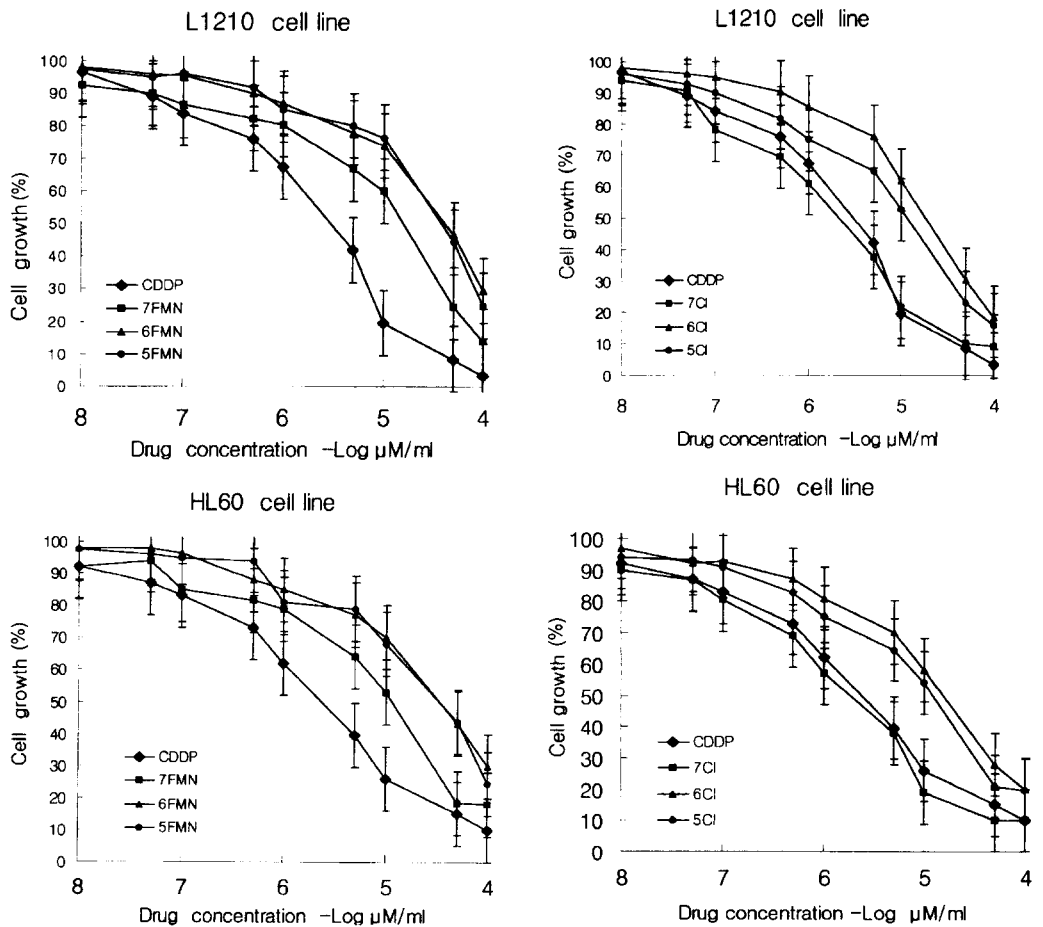 L1210 cell line
Cell growth (%)
100
90
80
70
60
50
40
30
20
10
0
CDDP
7FMN
6FMN
5FMN
8 7 6 5 4
Drug concentration -Log µM/ml
L1210 cell line
Cell growth (%)
100
90
80
70
60
50
40
30
20
10
0
CDDP
7Cl
6Cl
5Cl
8 7 6 5 4
Drug concentration -Log µM/ml
HL60 cell line
Cell growth (%)
100
90
80
70
60
50
40
30
20
10
0
CDDP
7FMN
6FMN
5FMN
8 7 6 5 4
Drug concentration -Log µM/ml
HL60 cell line
Cell growth (%)
100
90
80
70
60
50
40
30
20
10
0
CDDP
7Cl
6Cl
5Cl
8 7 6 5 4
Drug concentration -Log µM/ml